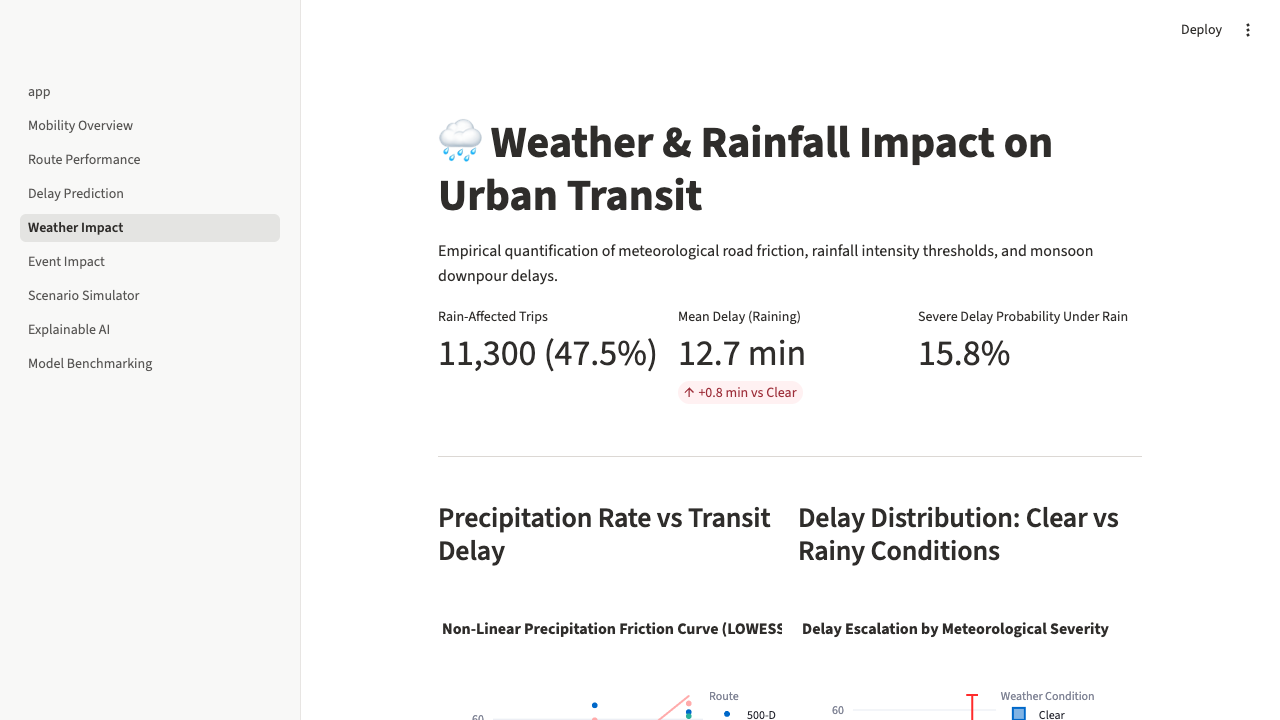 Deploy
app
Mobility Overview
Route Performance
Delay Prediction
Weather Impact
Event Impact
Scenario Simulator
Explainable AI
Model Benchmarking
Weather & Rainfall Impact on
Urban Transit
Empirical quantification of meteorological road friction, rainfall intensity thresholds, and monsoon
downpour delays.
Rain-Affected Trips
11,300 (47.5%)
Mean Delay (Raining)
12.7 min
↑ +0.8 min vs Clear
Severe Delay Probability Under Rain
15.8%
Precipitation Rate vs Transit
Delay
Non-Linear Precipitation Friction Curve (LOWESS
Route
500-D
60
Delay Distribution: Clear vs
Rainy Conditions
Delay Escalation by Meteorological Severity
Weather Condition
60
Clear